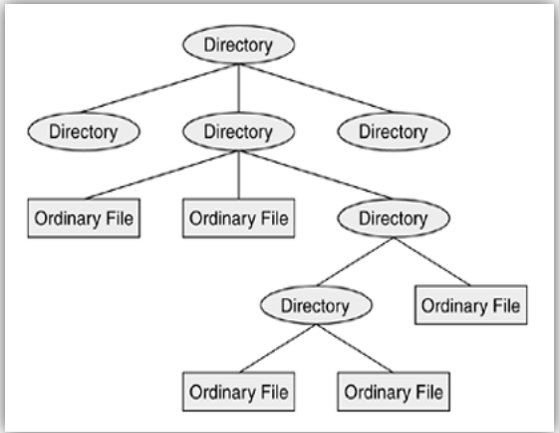 Directory
Directory Directory Directory
Ordinary File Ordinary File Directory
Directory Ordinary File
Ordinary File Ordinary File